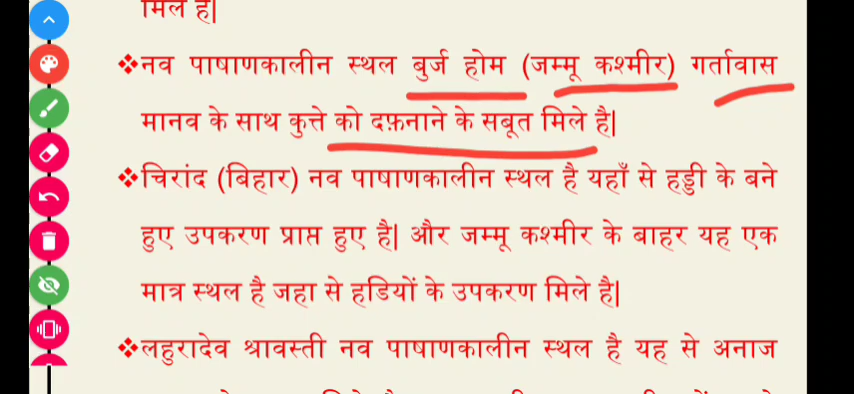 मिले है|
❖नव पाषाणकालीन स्थल बुर्ज होम (जम्मू कश्मीर) गर्तावास
मानव के साथ कुत्ते को दफ़नाने के सबूत मिले है|
❖चिरांद (बिहार) नव पाषाणकालीन स्थल है यहाँ से हड्डी के बने
हुए उपकरण प्राप्त हुए है| और जम्मू कश्मीर के बाहर यह एक
मात्र स्थल है जहा से हडियों के उपकरण मिले है|
❖लहुरादेव श्रावस्ती नव पाषाणकालीन स्थल है यह से अनाज